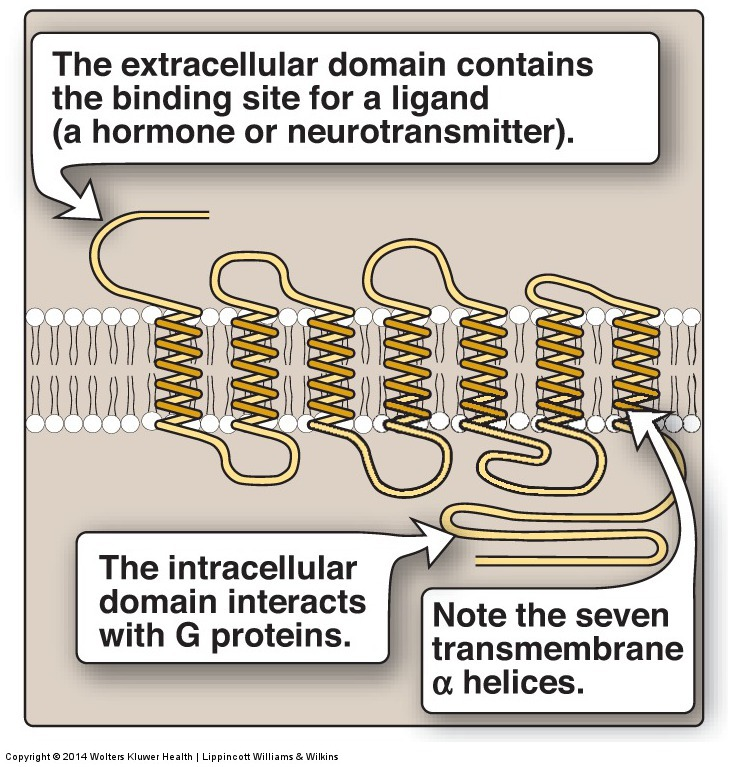 The extracellular domain contains
the binding site for a ligand
(a hormone or neurotransmitter).
The intracellular
domain interacts
with G proteins.
Note the seven
transmembrane
α helices.
Copyright © 2014 Wolters Kluwer Health | Lippincott Williams & Wilkins